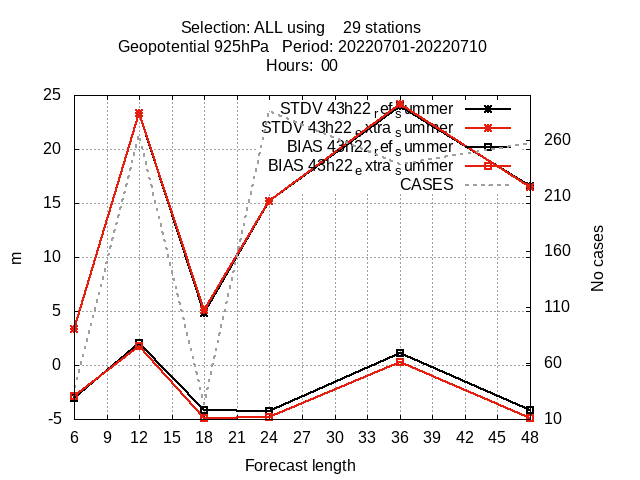 Selection: ALL using 29 stations
Geopotential 925hPa Period: 20220701-20220710
Hours: 00
25
20
15
10
5
0
-5
m
STDV 43h22_ref_summer
STDV 43h22_extra_summer
BIAS 43h22_ref_summer
BIAS 43h22_extra_summer
CASES
260
210
160
110
60
10
No cases
6 9 12 15 18 21 24 27 30 33 36 39 42 45 48
Forecast length